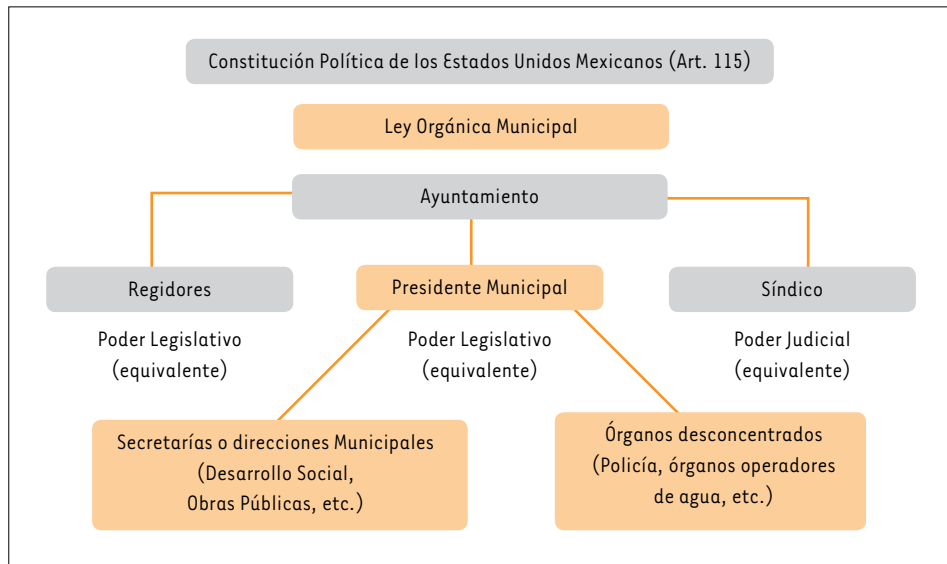 Constitución Política de los Estados Unidos Mexicanos (Art. 115)
Ley Orgánica Municipal
Ayuntamiento
Regidores
Presidente Municipal
Síndico
Poder Legislativo
(equivalente)
Poder Legislativo
(equivalente)
Poder Judicial
(equivalente)
Secretarías o direcciones Municipales
(Desarrollo Social,
Obras Públicas, etc.)
Órganos desconcentrados
(Policía, órganos operadores
de agua, etc.)